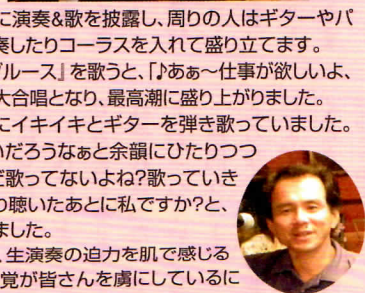 に演奏&歌を披露し、周りの人はギターやパ
奏したりコーラスを入れて盛り立てます。
ブルース』を歌うと、「♪あぁ〜仕事が欲しいよ、
大合唱となり、最高潮に盛り上がりました。
にイキイキとギターを弾き歌っていました。
いだろうなぁと余韻にひたりつつ
ご歌ってないよね?歌っていき
り聴いたあとに私ですか?と、
ました。
、生演奏の迫力を肌で感じる
覚が皆さんを虜にしているに